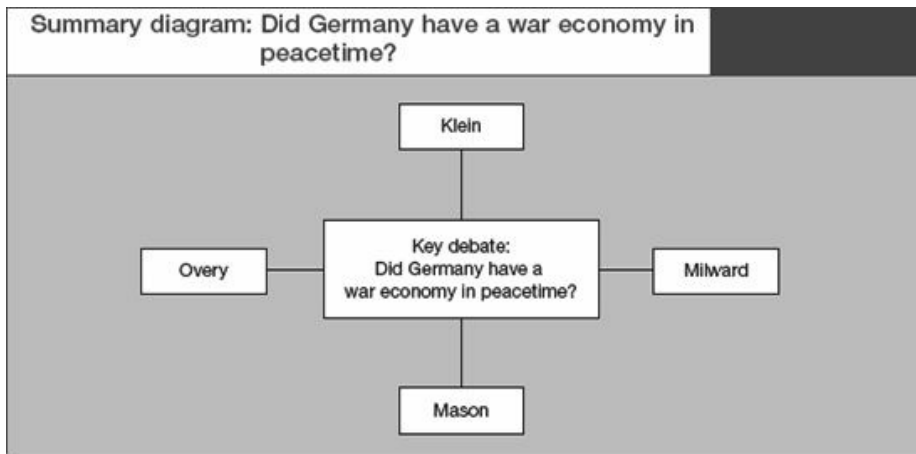 Summary diagram: Did Germany have a war economy in
peacetime?
Klein
Overy
Key debate:
Did Germany have a
war economy in peacetime?
Milward
Mason